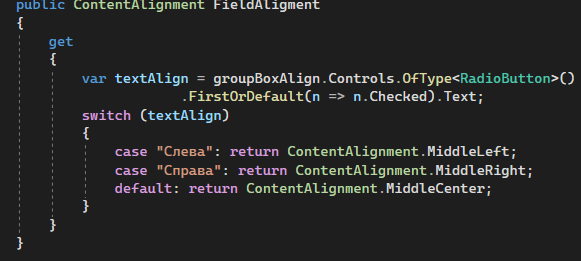 public ContentAlignment FieldAligment
{
get
{
var textAlign = groupBoxAlign.Controls.OfType<RadioButton>()
.FirstOrDefault(n => n.Checked).Text;
switch (textAlign)
{
case "Слева": return ContentAlignment.MiddleLeft;
case "Справа": return ContentAlignment.MiddleRight;
default: return ContentAlignment.MiddleCenter;
}
}
}